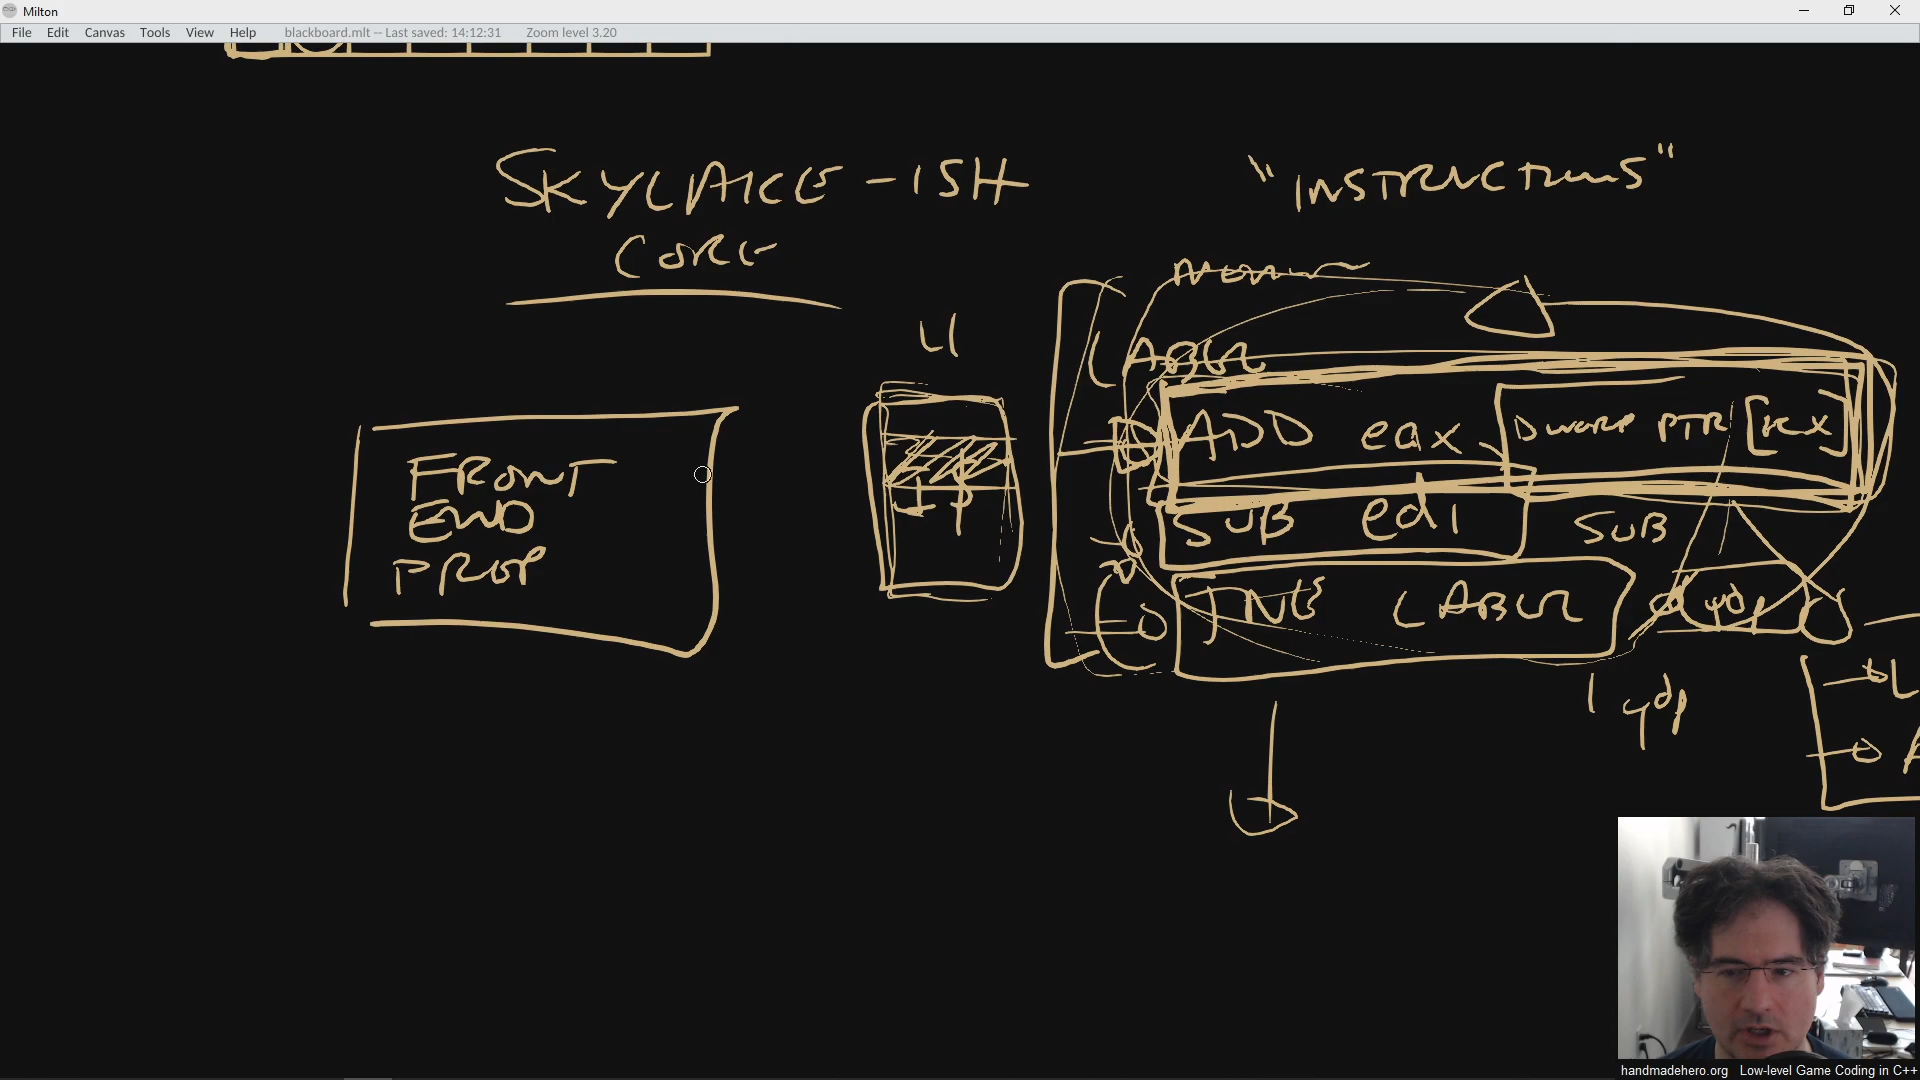 Milton
File Edit Canvas Tools View Help blackboard.mlt -- Last saved: 14:12:31 Zoom level 3.20
SKYLAKE-ISH
CORE
"INSTRUCTIONS"
LABEL
ADD eax, DWORD PTR [rcx]
SUB edi SUB
JNE LABEL
FRONT
END
PROP
IP
handmadehero.org Low-level Game Coding in C++